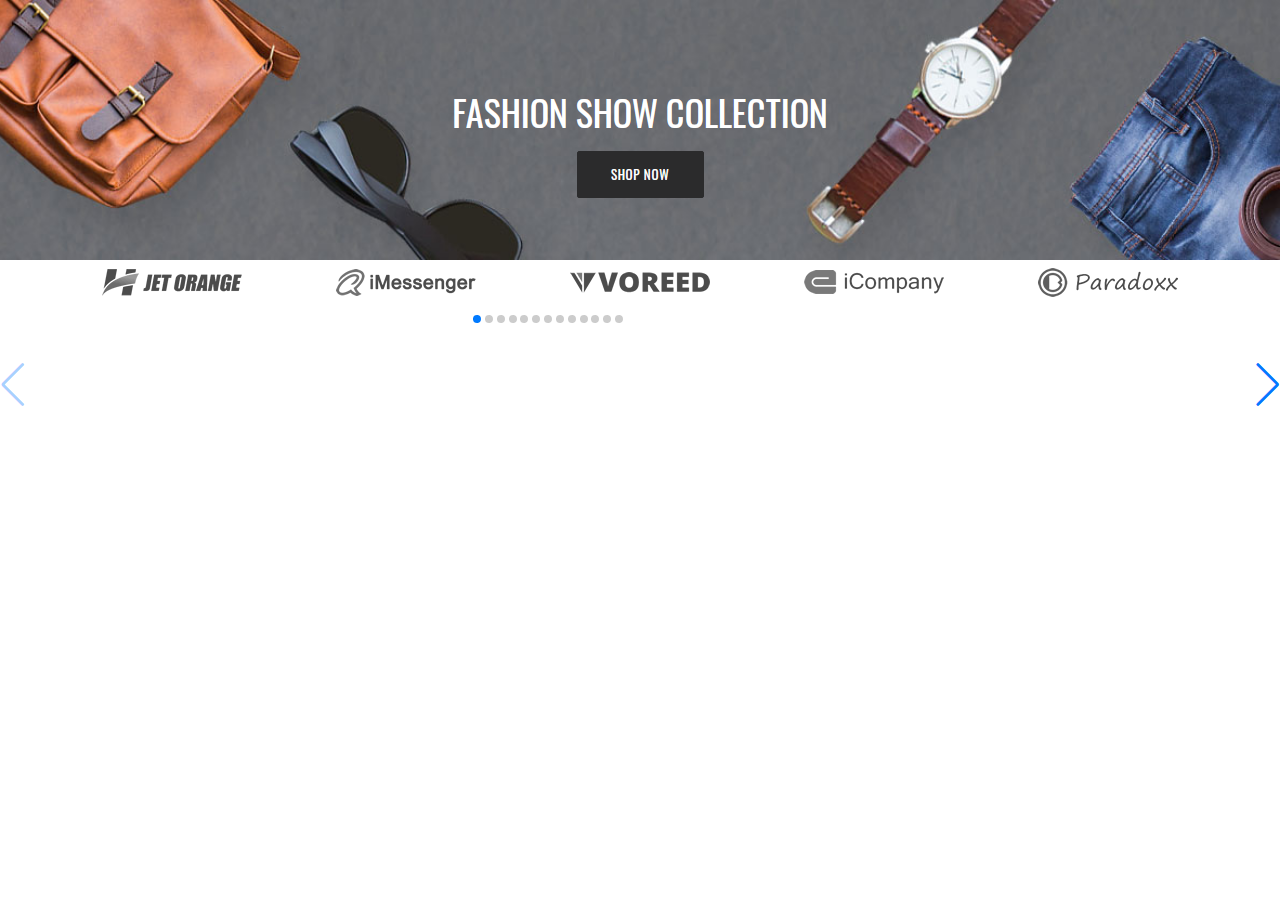 FASHION SHOW COLLECTION
SHOP NOW
JET ORANGE
iMessenger
VOREED
iCompany
Paradoxx